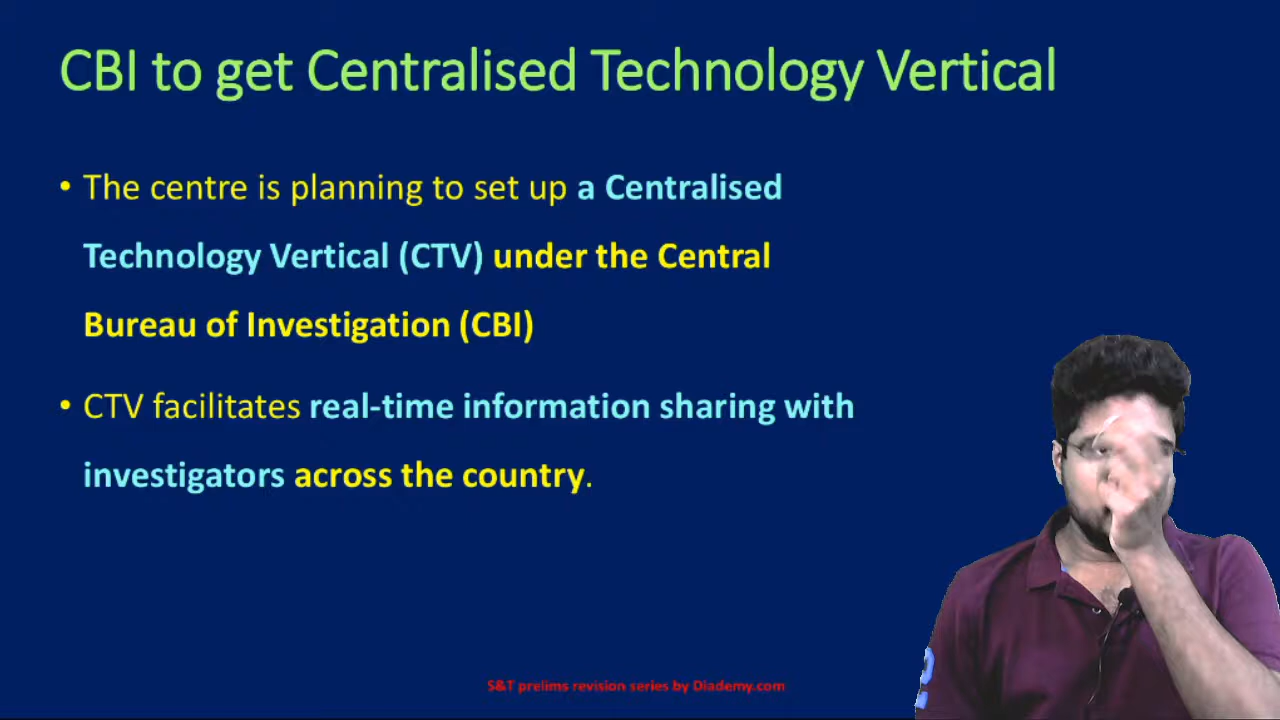 CBI to get Centralised Technology Vertical
• The centre is planning to set up a Centralised
Technology Vertical (CTV) under the Central
Bureau of Investigation (CBI)
• CTV facilitates real-time information sharing with
investigators across the country.
S&T prelims revision series by Diademy.com